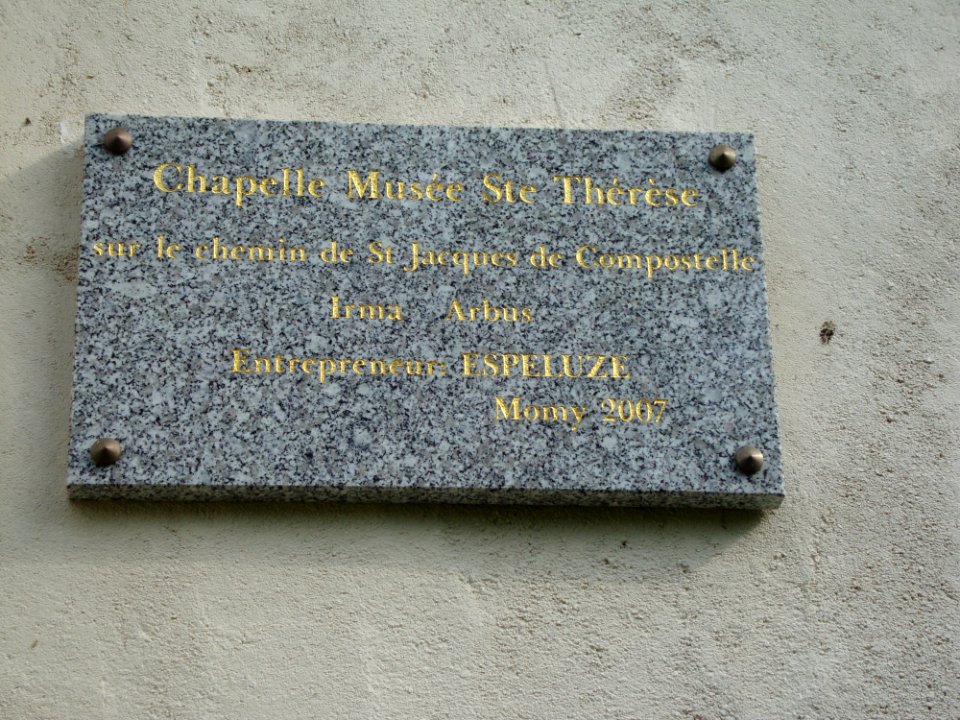 Chapelle Musée Ste Thérèse
sur le chemin de St Jacques de Compostelle
Irma Arbus
Entrepreneur: ESPELUZE
Momy 2007